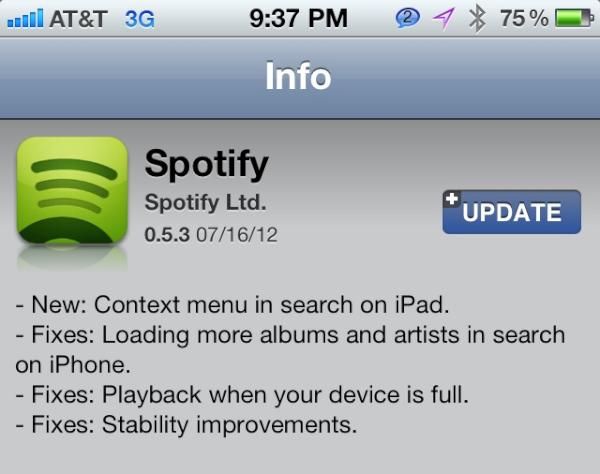 AT&T 3G 9:37 PM 2 75%
Info
Spotify
Spotify Ltd.
0.5.3 07/16/12
UPDATE
- New: Context menu in search on iPad.
- Fixes: Loading more albums and artists in search
on iPhone.
- Fixes: Playback when your device is full.
- Fixes: Stability improvements.